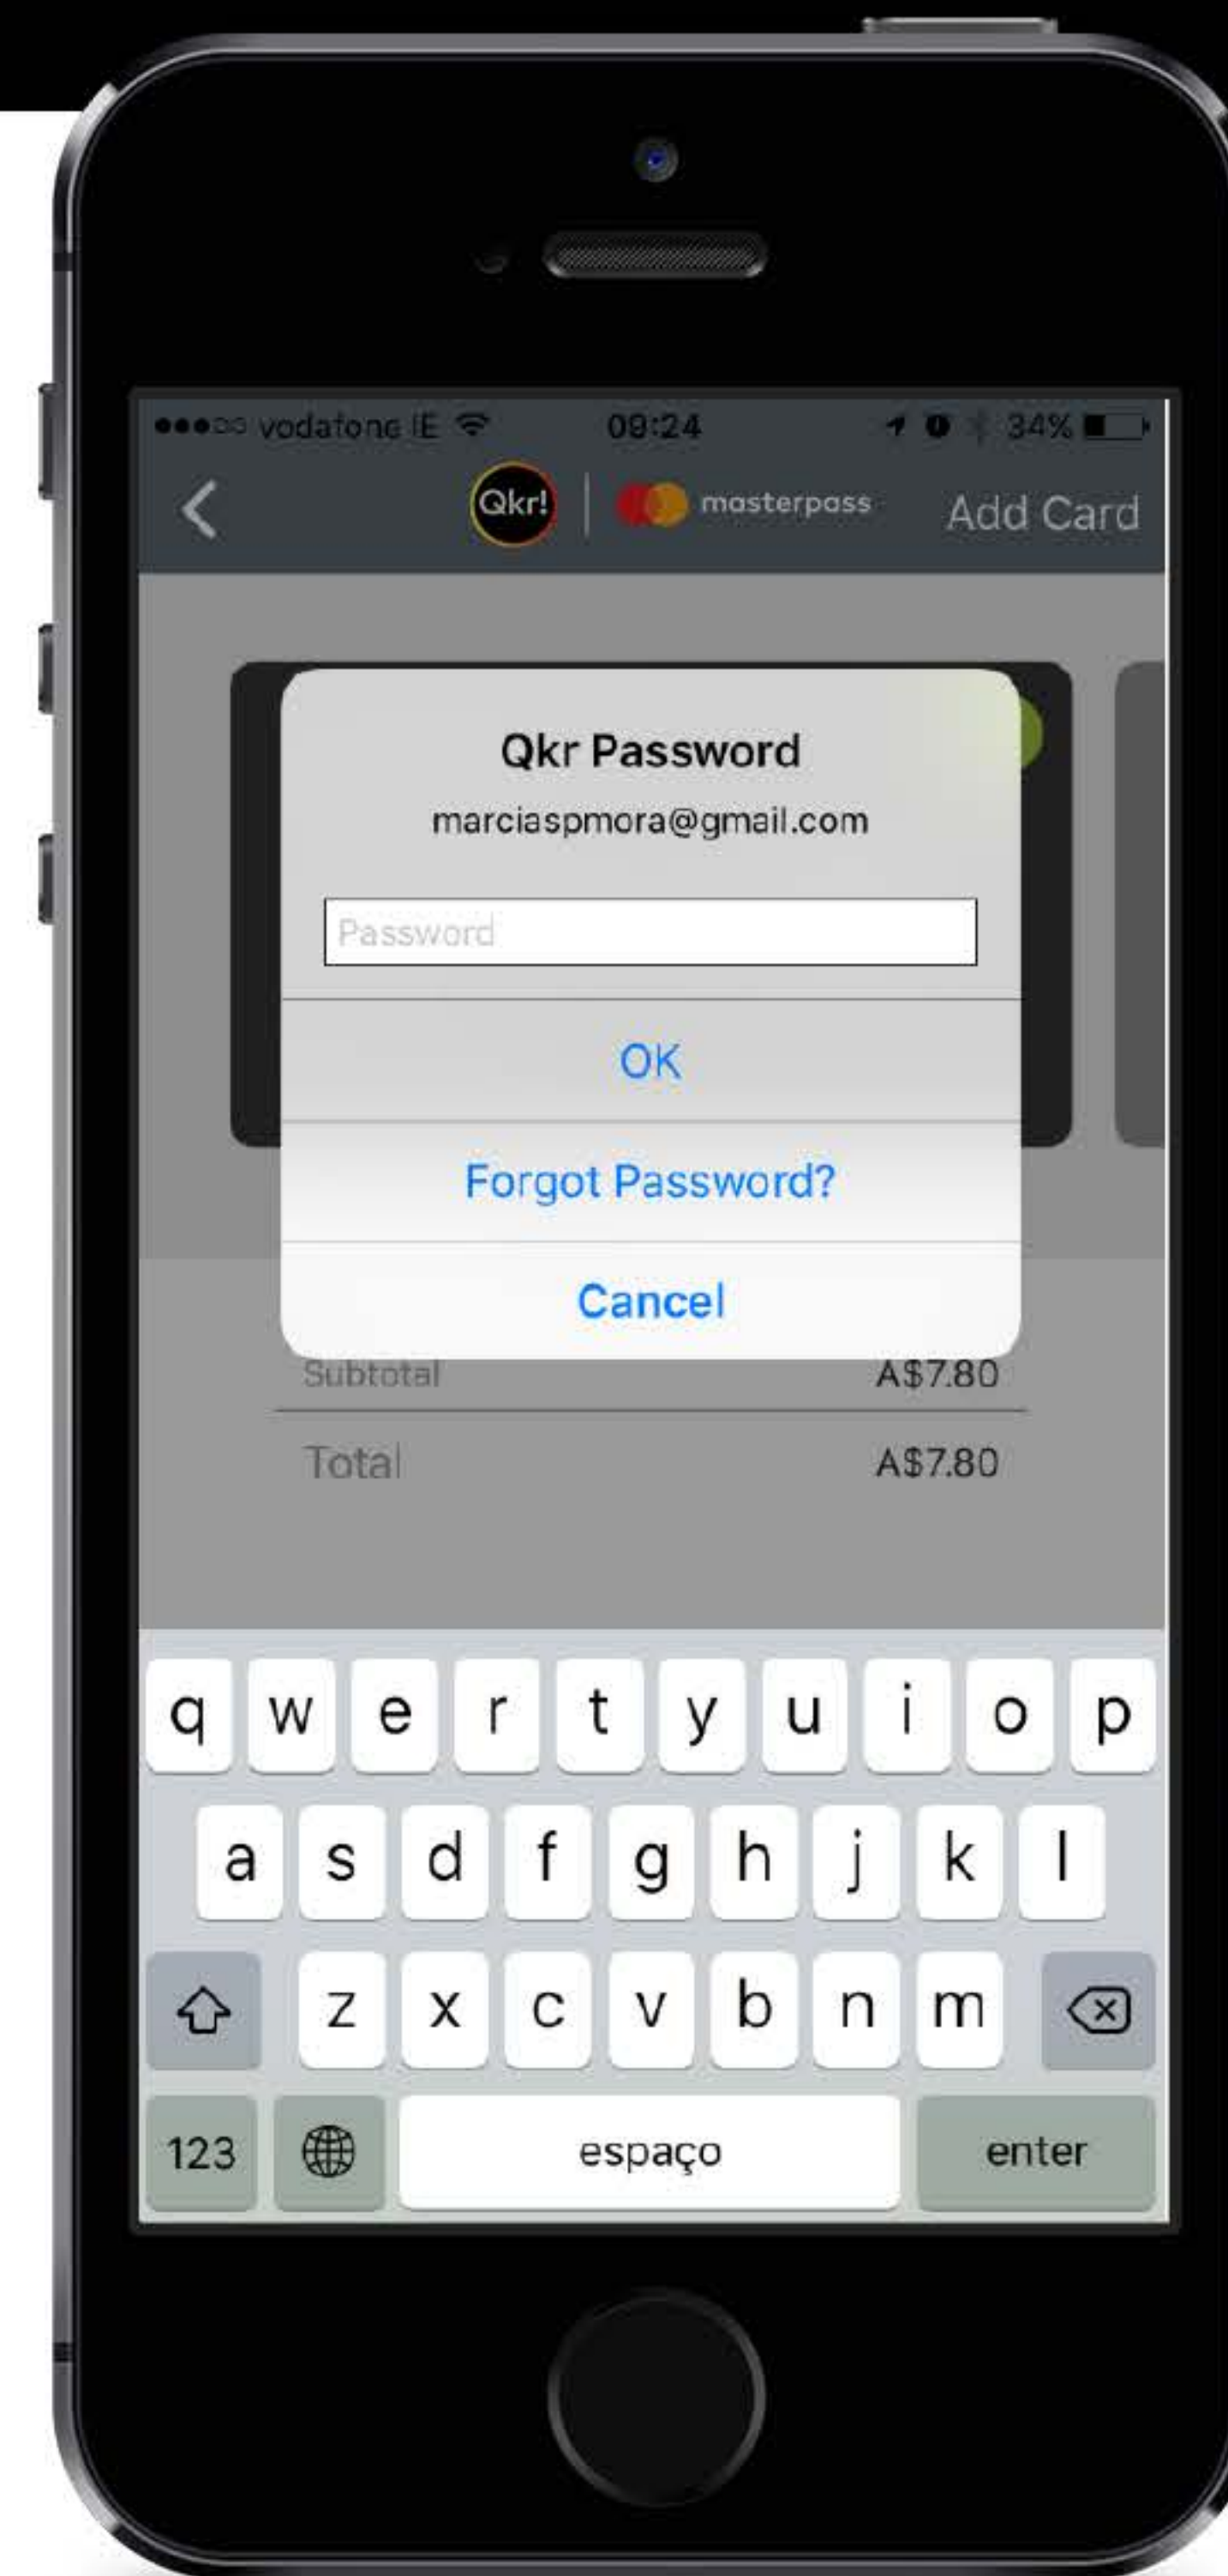 vodafone IE 09:24 34%
Qkr! masterpass Add Card
Qkr Password
marciaspmora@gmail.com
Password
OK
Forgot Password?
Cancel
Subtotal A$7.80
Total A$7.80
q w e r t y u i o p
a s d f g h j k l
z x c v b n m
123 espaço enter